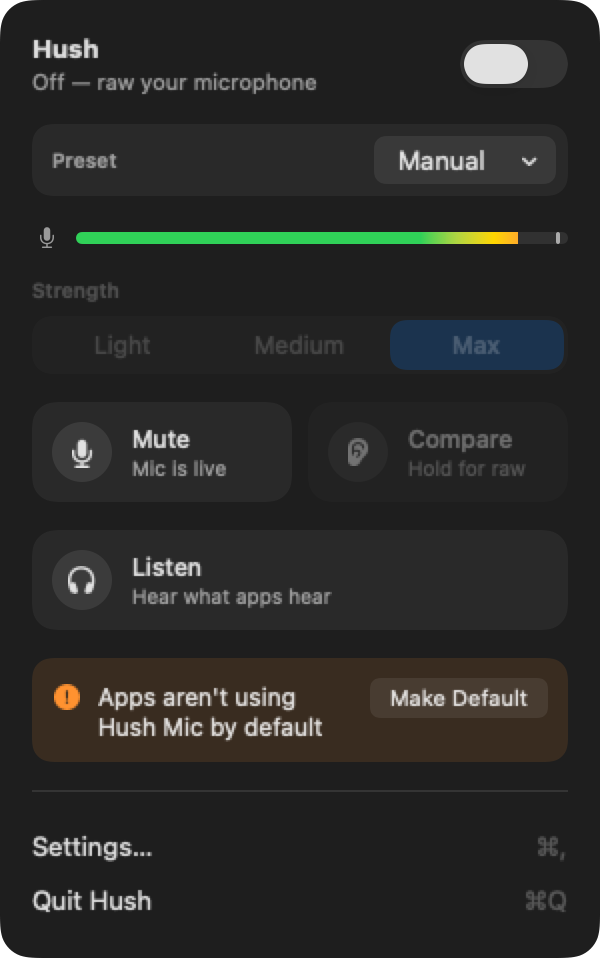 Hush
Off — raw your microphone
Preset
Manual
Strength
Light
Medium
Max
Mute
Mic is live
Compare
Hold for raw
Listen
Hear what apps hear
Apps aren't using
Hush Mic by default
Make Default
Settings...
⌘,
Quit Hush
⌘Q